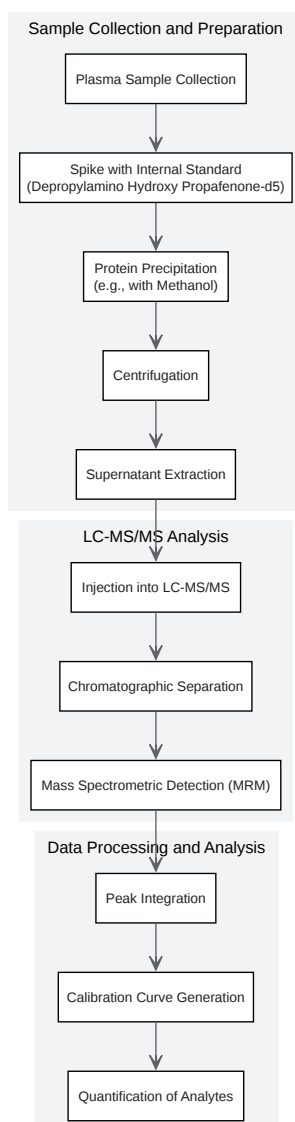 Sample Collection and Preparation
Plasma Sample Collection
Spike with Internal Standard
(Depropylamino Hydroxy Propafenone-d5)
Protein Precipitation
(e.g., with Methanol)
Centrifugation
Supernatant Extraction
LC-MS/MS Analysis
Injection into LC-MS/MS
Chromatographic Separation
Mass Spectrometric Detection (MRM)
Data Processing and Analysis
Peak Integration
Calibration Curve Generation
Quantification of Analytes